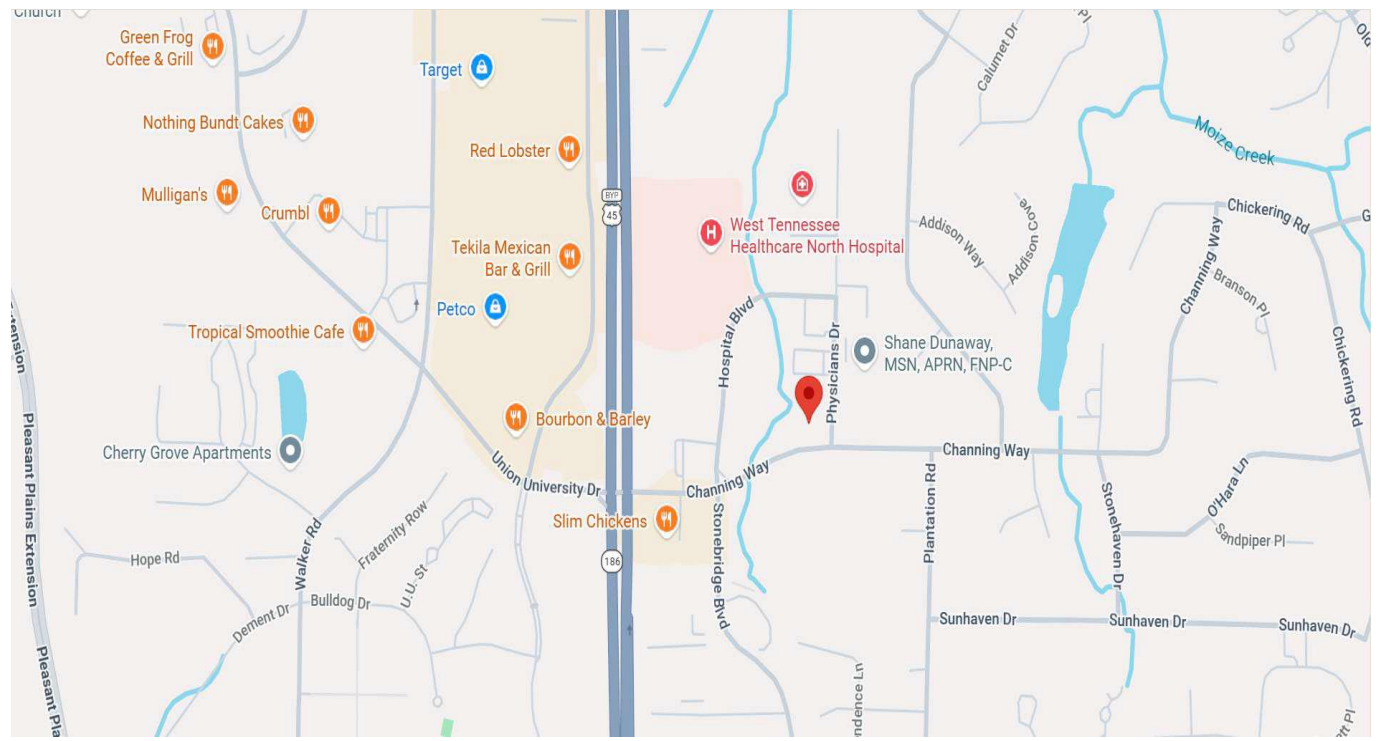 Church
Green Frog
Coffee & Grill
Target
Calumet Dr
Nothing Bundt Cakes
Red Lobster
Moize Creek
Mulligan's
Crumbl
BYP
45
West Tennessee
Healthcare North Hospital
Addison Way
Addison Cove
Chickering Rd
Channing Way
Tekila Mexican
Bar & Grill
Branson Pl
Petco
Tropical Smoothie Cafe
Hospital Blvd
Physicians Dr
Shane Dunaway,
MSN, APRN, FNP-C
Chickering Rd
Extension
Pleasant Plains Extension
Bourbon & Barley
Cherry Grove Apartments
Union University Dr
Channing Way
Channing Way
Slim Chickens
Stonebridge Blvd
Plantation Rd
Stonehaven Dr
O'Hara Ln
Sandpiper Pl
Hope Rd
Walker Rd
Fraternity Row
U.U. St
186
Dement Dr
Bulldog Dr
Sunhaven Dr
Sunhaven Dr
Sunhaven Dr
Pleasant Pla
endence Ln
H